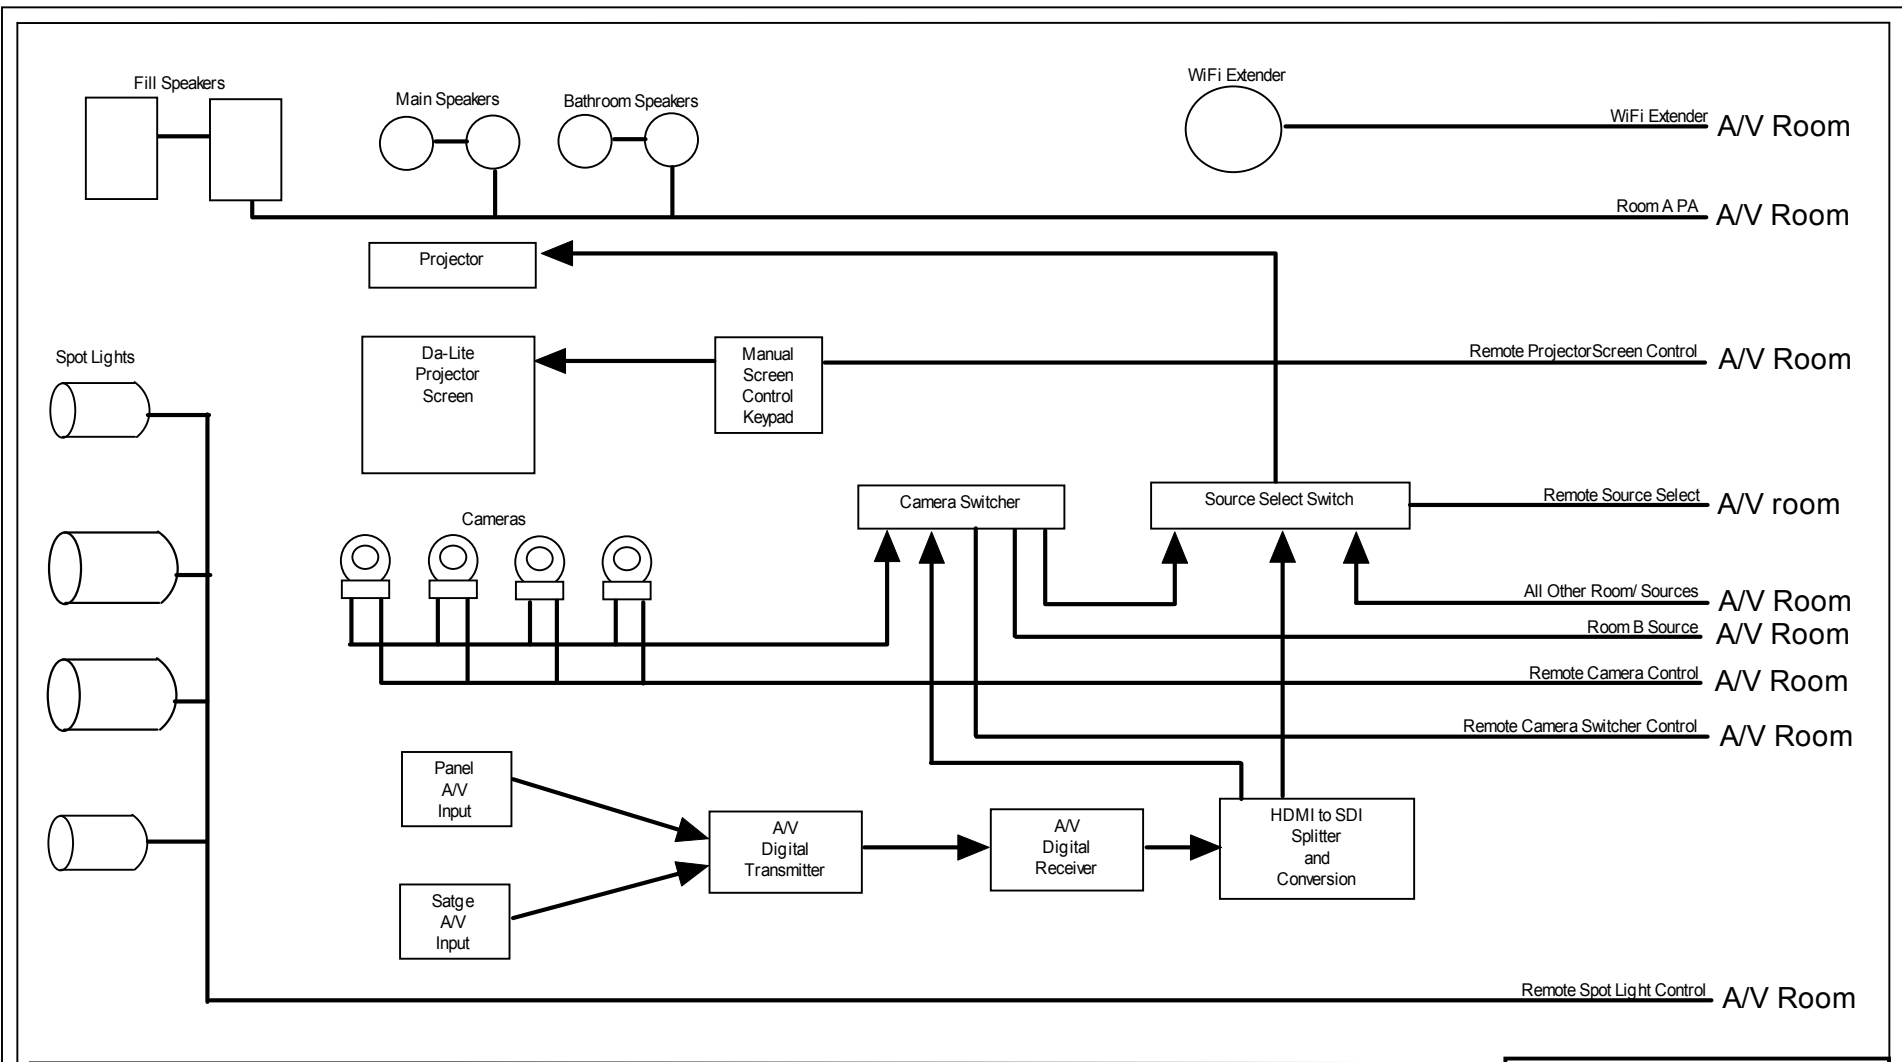 Fill Speakers
Main Speakers
Bathroom Speakers
WiFi Extender
WiFi Extender
A/V Room
Room A PA
A/V Room
Projector
Spot Lights
Da-Lite
Projector
Screen
Manual
Screen
Control
Keypad
Remote ProjectorScreen Control
A/V Room
Cameras
Camera Switcher
Source Select Switch
Remote Source Select
A/V room
All Other Room/ Sources
A/V Room
Room B Source
A/V Room
Remote Camera Control
A/V Room
Remote Camera Switcher Control
A/V Room
Panel
A/V
Input
Satge
A/V
Input
A/V
Digital
Transmitter
A/V
Digital
Receiver
HDMI to SDI
Splitter
and
Conversion
Remote Spot Light Control
A/V Room